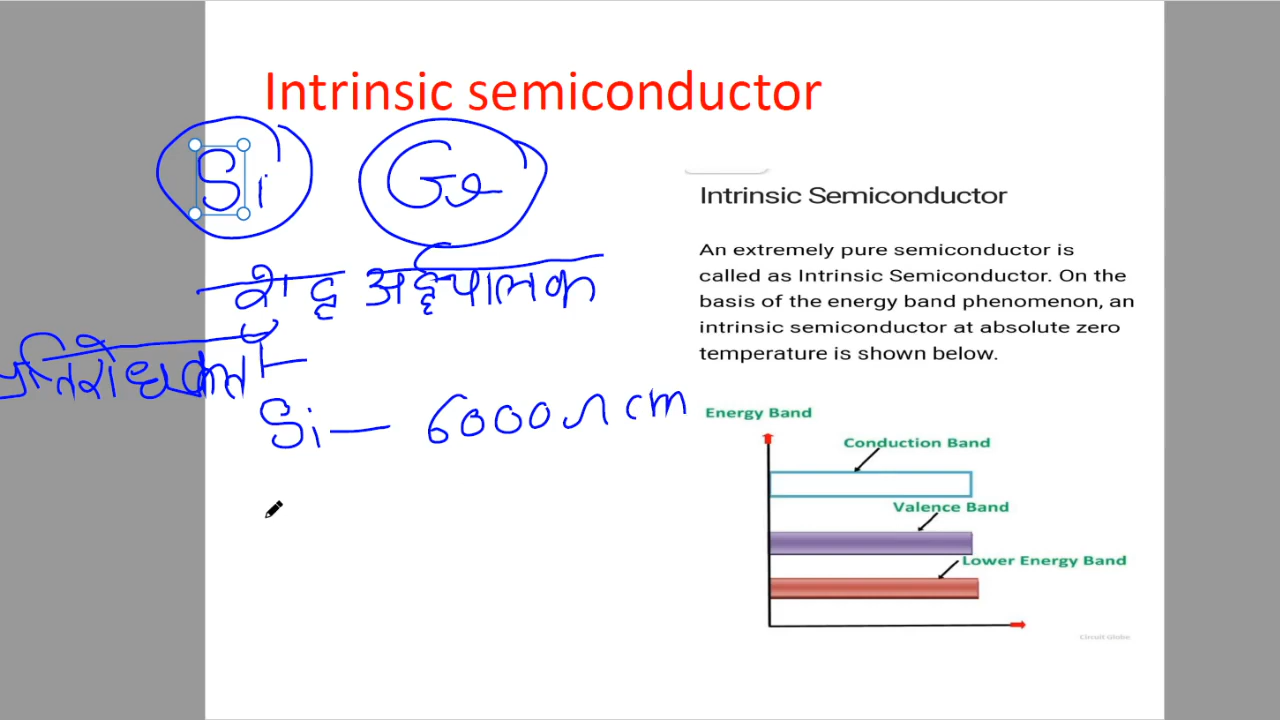 Intrinsic semiconductor
Si Ge
शुद्ध अर्द्धचालक
प्रतिरोधकता
Si — 6000 Ω cm
Intrinsic Semiconductor
An extremely pure semiconductor is
called as Intrinsic Semiconductor. On the
basis of the energy band phenomenon, an
intrinsic semiconductor at absolute zero
temperature is shown below.
Energy Band
Conduction Band
Valence Band
Lower Energy Band
Circuit Globe